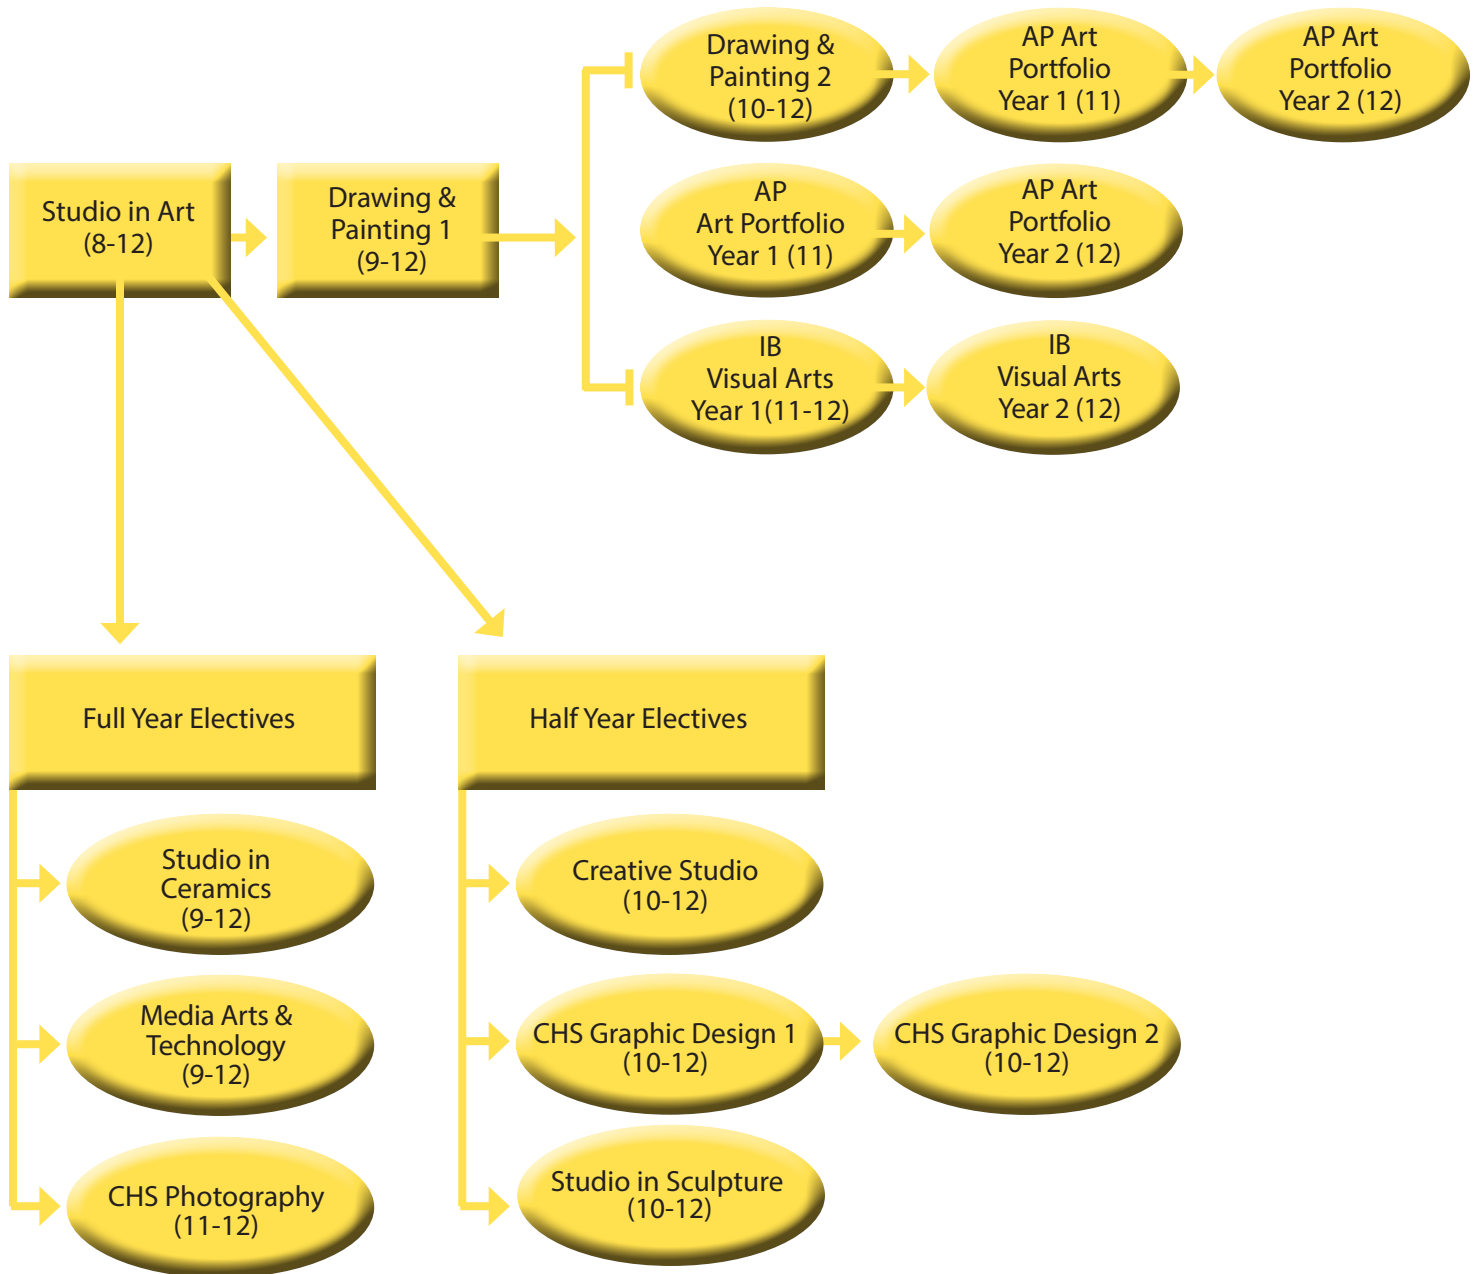 Drawing &
Painting 2
(10-12)
AP Art
Portfolio
Year 1 (11)
AP Art
Portfolio
Year 2 (12)
Studio in Art
(8-12)
Drawing &
Painting 1
(9-12)
AP
Art Portfolio
Year 1 (11)
AP Art
Portfolio
Year 2 (12)
IB
Visual Arts
Year 1(11-12)
IB
Visual Arts
Year 2 (12)
Full Year Electives
Studio in
Ceramics
(9-12)
Media Arts &
Technology
(9-12)
CHS Photography
(11-12)
Half Year Electives
Creative Studio
(10-12)
CHS Graphic Design 1
(10-12)
CHS Graphic Design 2
(10-12)
Studio in Sculpture
(10-12)